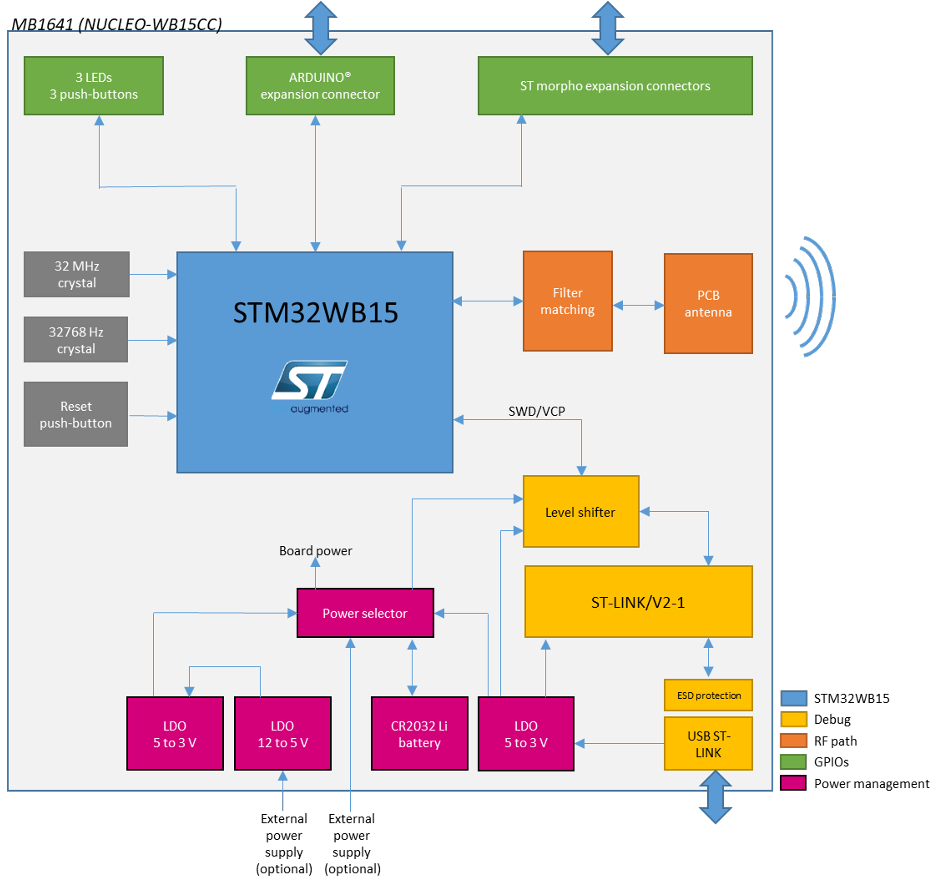 MB1641 (NUCLEO-WB15CC)
3 LEDs
3 push-buttons
ARDUINO®
expansion connector
ST morpho expansion connectors
32 MHz
crystal
32768 Hz
crystal
Reset
push-button
STM32WB15
ST
augmented
Filter
matching
PCB
antenna
SWD/VCP
Level shifter
Board power
Power selector
ST-LINK/V2-1
ESD protection
LDO
5 to 3 V
LDO
12 to 5 V
CR2032 Li
battery
LDO
5 to 3 V
USB ST-
LINK
External
power
supply
(optional)
External
power
supply
(optional)
STM32WB15
Debug
RF path
GPIOs
Power management